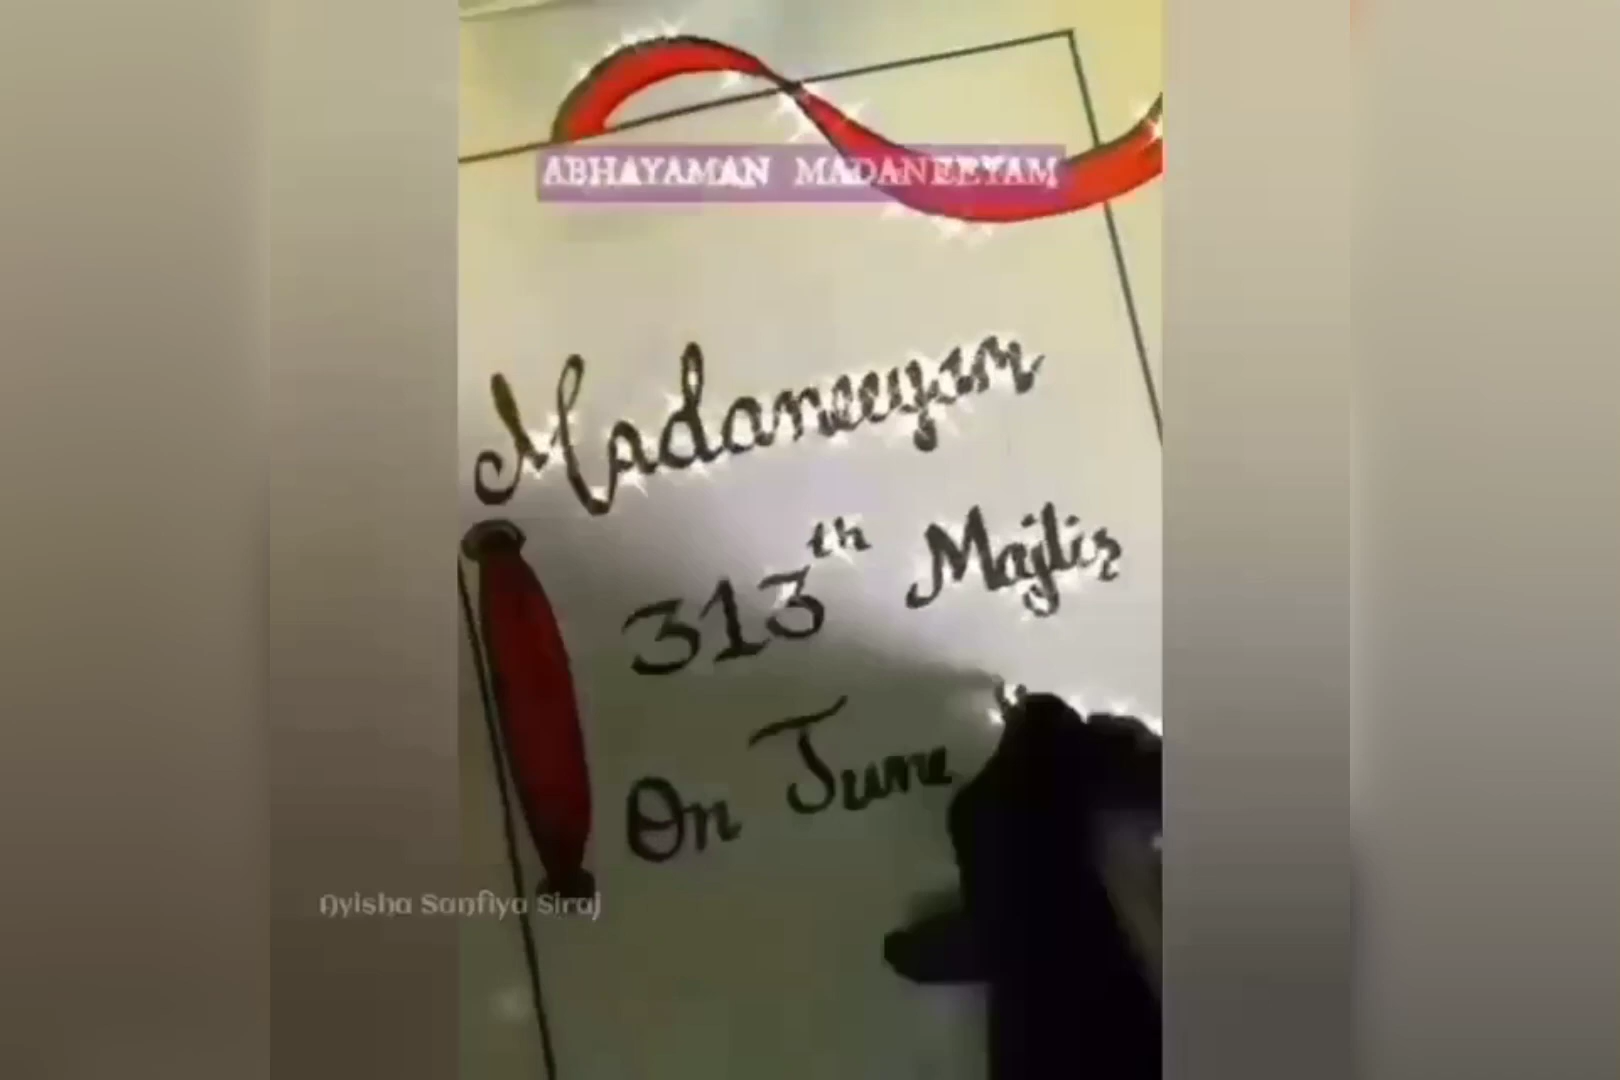 ABHAYAMAN MADANEEYAM
Madaneeyam
313th Majlis
On June
Ayisha Sanfiya Siraj